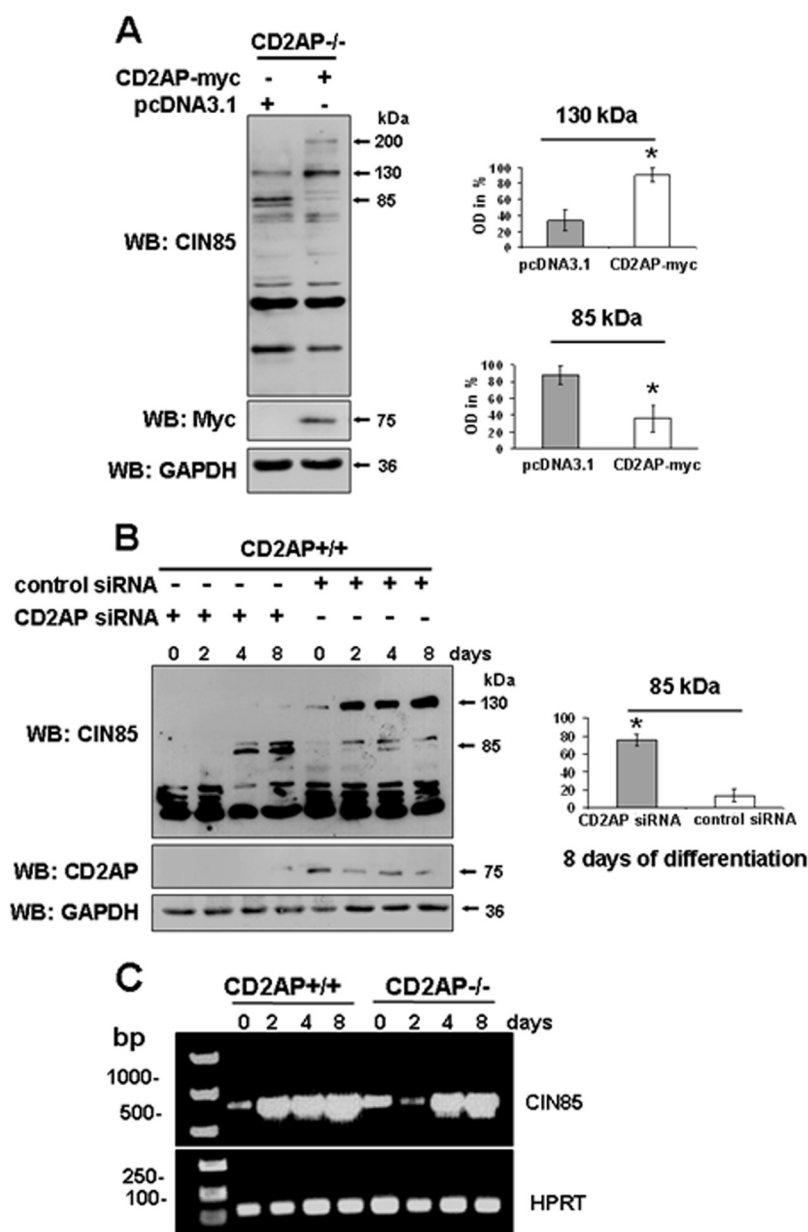 A
CD2AP-/-
CD2AP-myc - +
pcDNA3.1 + -
kDa
200
130
85
WB: CIN85
WB: Myc
75
WB: GAPDH
36
130 kDa
*
100
80
60
40
20
0
OD in %
pcDNA3.1 CD2AP-myc
85 kDa
*
100
80
60
40
20
0
OD in %
pcDNA3.1 CD2AP-myc
B
CD2AP+/+
control siRNA - - - - + + + +
CD2AP siRNA + + + + - - - -
0 2 4 8 0 2 4 8 days
kDa
130
WB: CIN85
85
WB: CD2AP
75
WB: GAPDH
36
85 kDa
*
80
60
40
20
0
CD2AP siRNA control siRNA
8 days of differentiation
C
CD2AP+/+ CD2AP-/-
0 2 4 8 0 2 4 8 days
bp
1000-
500-
CIN85
250-
100-
HPRT